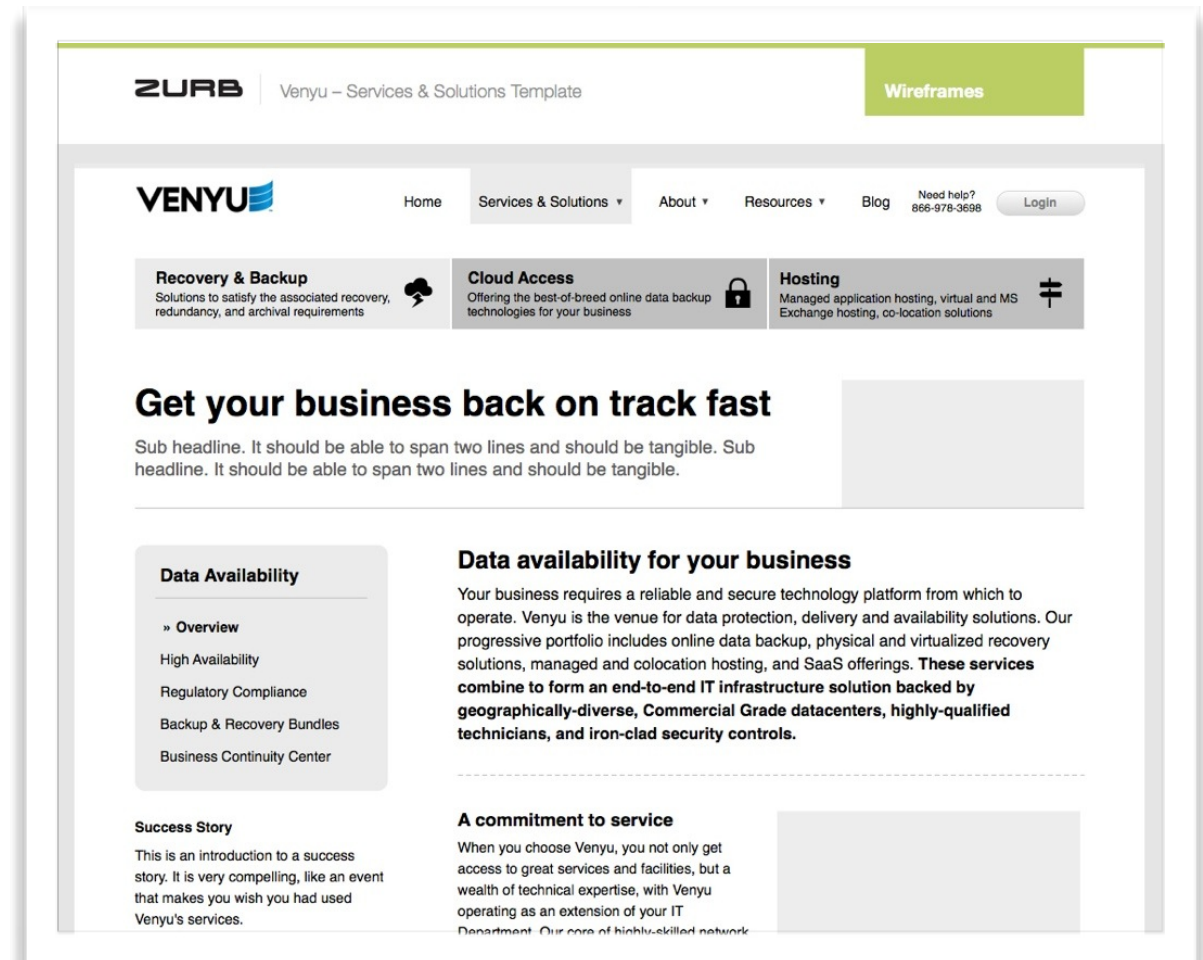 ZURB
Venyu – Services & Solutions Template
Wireframes
VENYU
Home
Services & Solutions ▾
About ▾
Resources ▾
Blog
Need help?
866-978-3698
Login
Recovery & Backup
Solutions to satisfy the associated recovery,
redundancy, and archival requirements
Cloud Access
Offering the best-of-breed online data backup
technologies for your business
Hosting
Managed application hosting, virtual and MS
Exchange hosting, co-location solutions
Get your business back on track fast
Sub headline. It should be able to span two lines and should be tangible. Sub
headline. It should be able to span two lines and should be tangible.
Data Availability
» Overview
High Availability
Regulatory Compliance
Backup & Recovery Bundles
Business Continuity Center
Success Story
This is an introduction to a success
story. It is very compelling, like an event
that makes you wish you had used
Venyu's services.
Data availability for your business
Your business requires a reliable and secure technology platform from which to
operate. Venyu is the venue for data protection, delivery and availability solutions. Our
progressive portfolio includes online data backup, physical and virtualized recovery
solutions, managed and colocation hosting, and SaaS offerings. These services
combine to form an end-to-end IT infrastructure solution backed by
geographically-diverse, Commercial Grade datacenters, highly-qualified
technicians, and iron-clad security controls.
A commitment to service
When you choose Venyu, you not only get
access to great services and facilities, but a
wealth of technical expertise, with Venyu
operating as an extension of your IT
Department. Our core of highly-skilled network